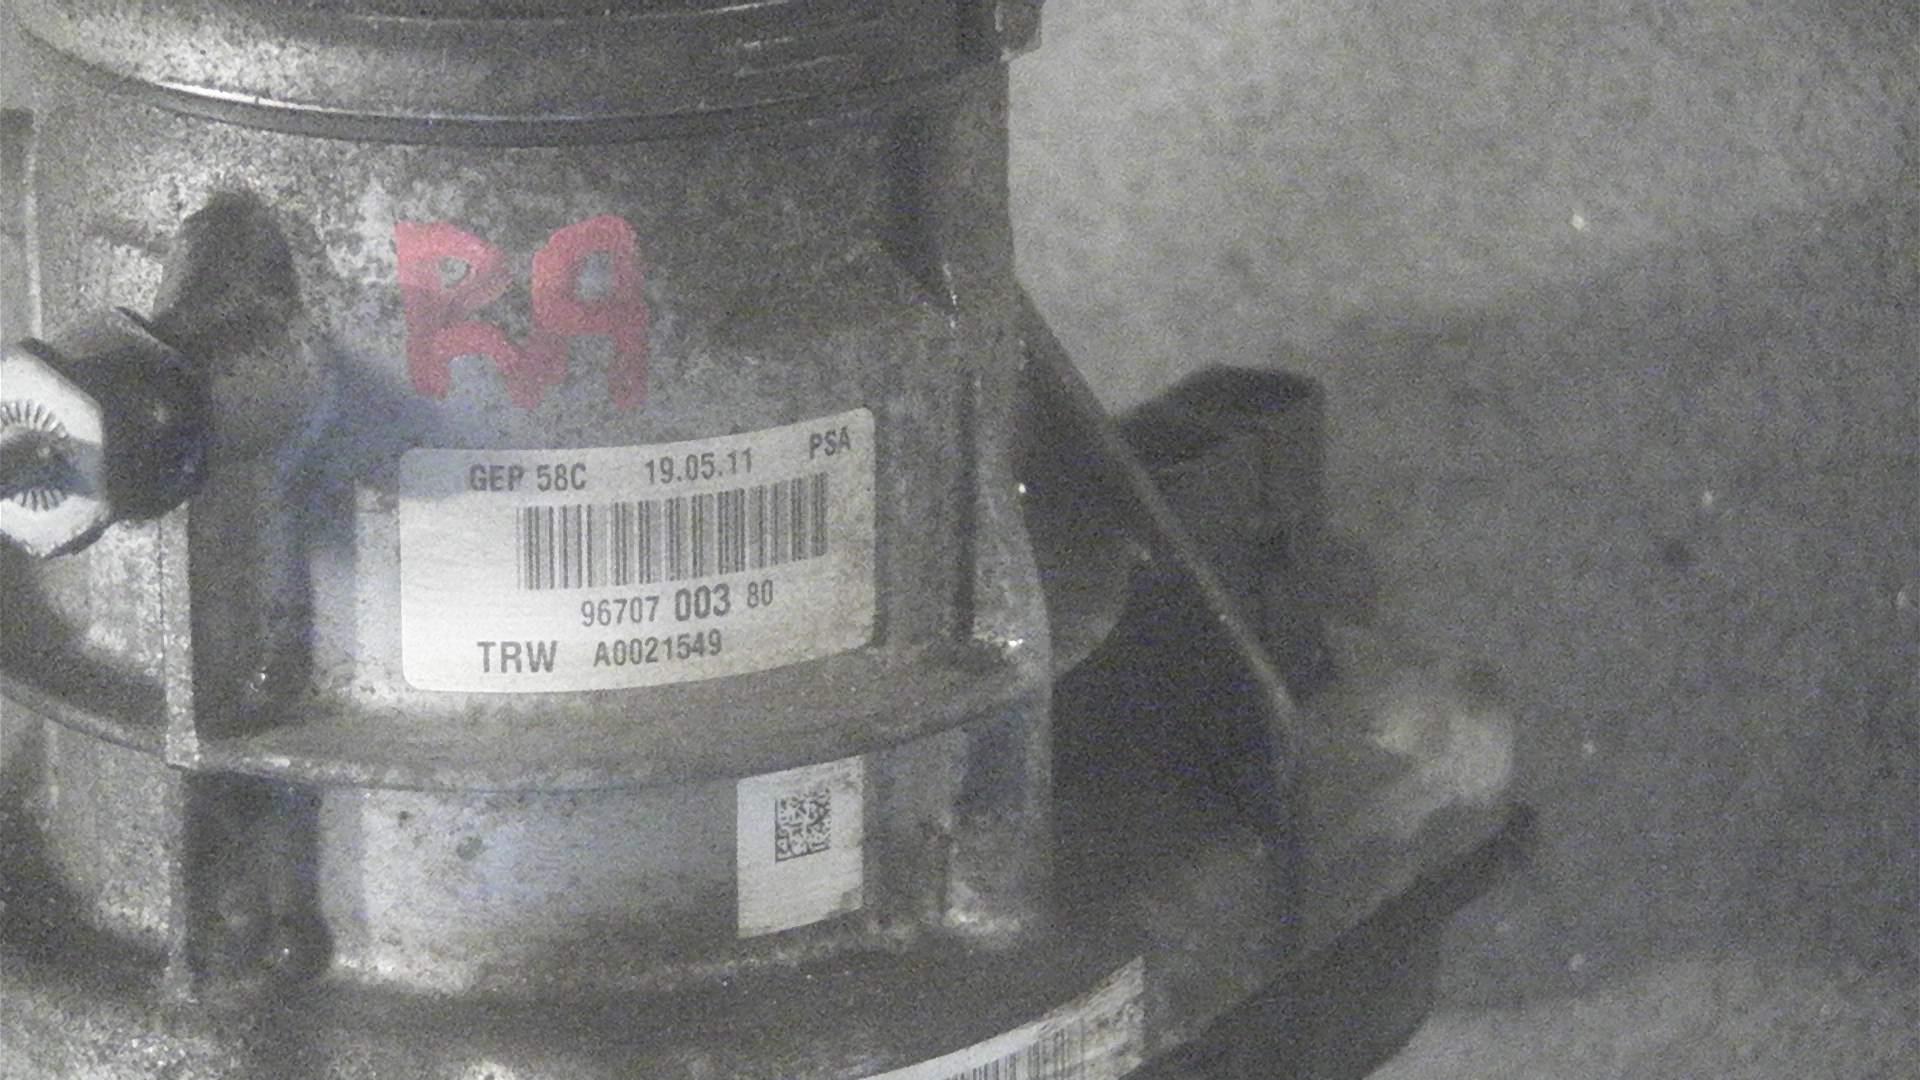 RA
GEP 58C 19.05.11 PSA
96707 003 80
TRW A0021549